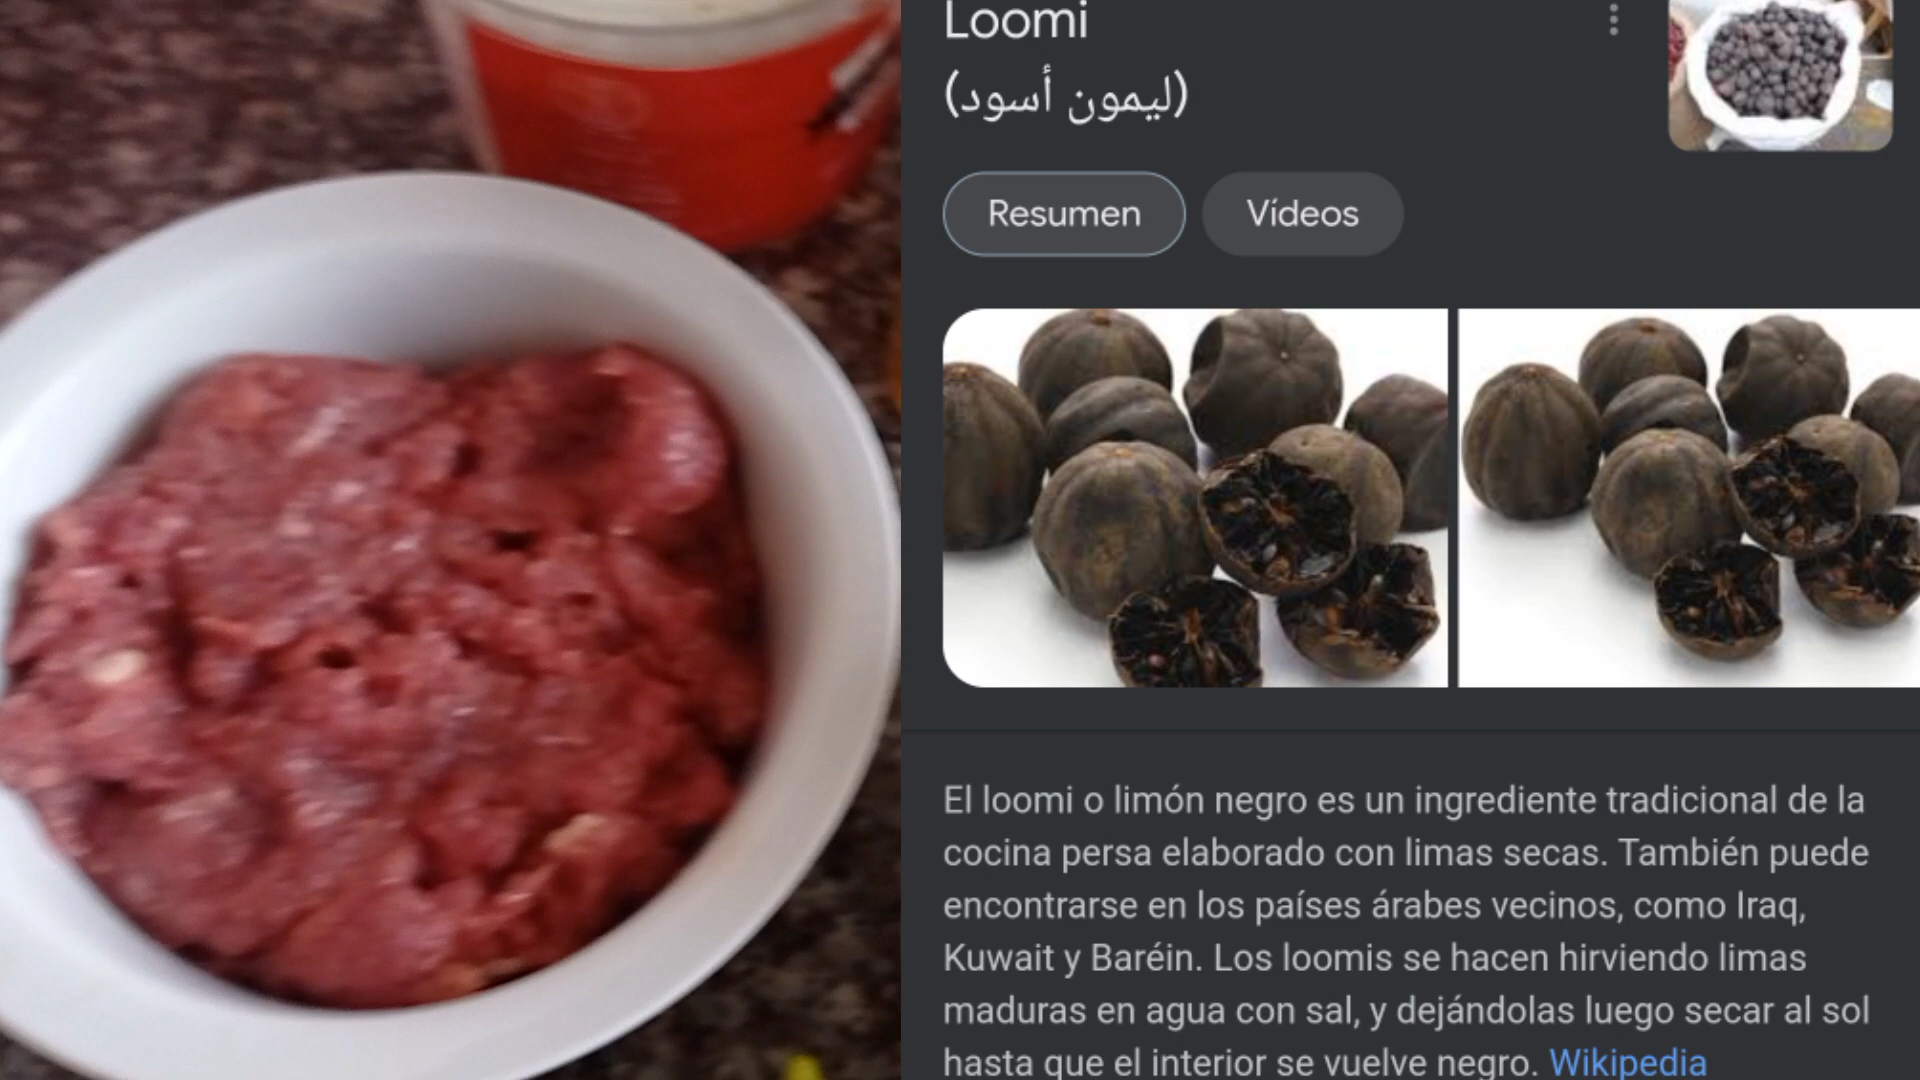 Loomi
(ليمون أسود)
Resumen
Vídeos
El loomi o limón negro es un ingrediente tradicional de la
cocina persa elaborado con limas secas. También puede
encontrarse en los países árabes vecinos, como Iraq,
Kuwait y Baréin. Los loomis se hacen hirviendo limas
maduras en agua con sal, y dejándolas luego secar al sol
hasta que el interior se vuelve negro. Wikipedia